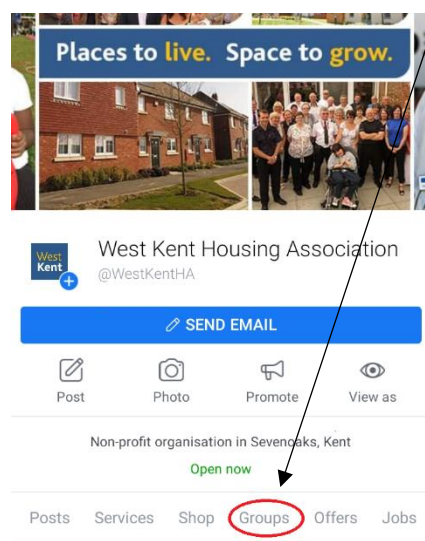 Places to live. Space to grow.
West
Kent
West Kent Housing Association
@WestKentHA
SEND EMAIL
Post Photo Promote View as
Non-profit organisation in Sevenoaks, Kent
Open now
Posts Services Shop Groups Offers Jobs